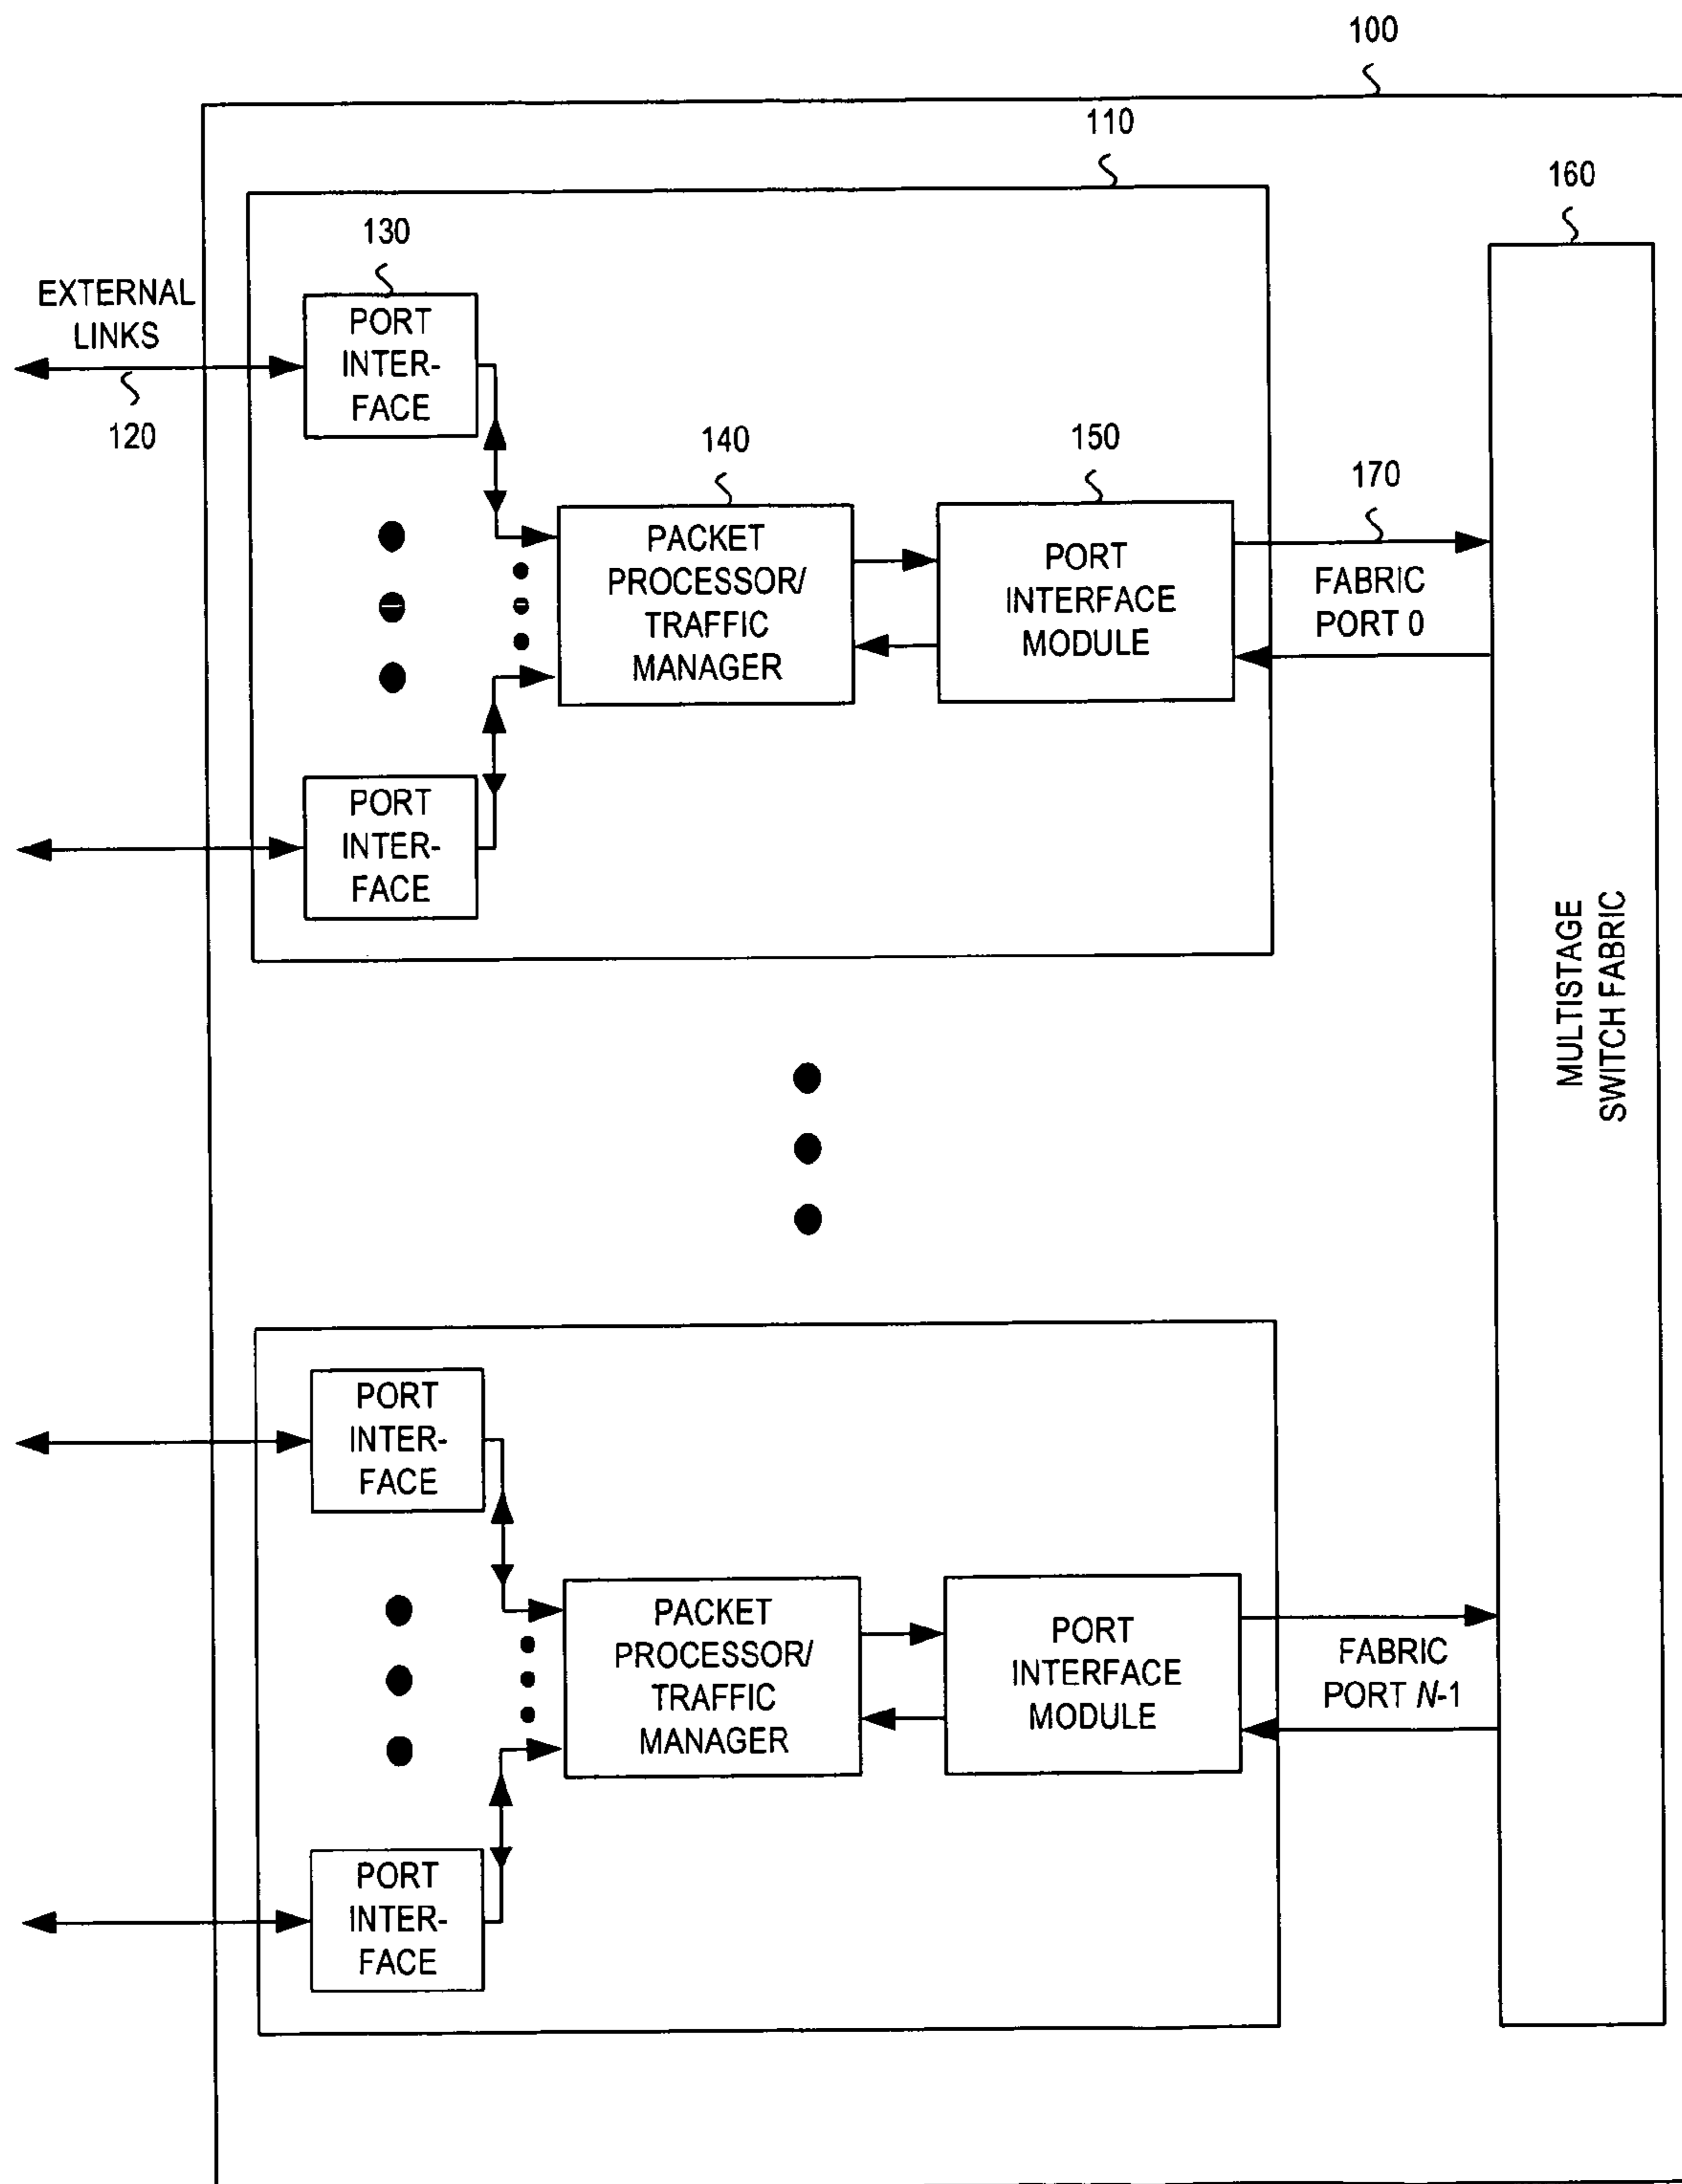 100
110
160
130
EXTERNAL
LINKS
120
PORT
INTER-
FACE
140
PACKET
PROCESSOR/
TRAFFIC
MANAGER
150
PORT
INTERFACE
MODULE
170
FABRIC
PORT 0
PORT
INTER-
FACE
MULTISTAGE
SWITCH FABRIC
PORT
INTER-
FACE
PACKET
PROCESSOR/
TRAFFIC
MANAGER
PORT
INTERFACE
MODULE
FABRIC
PORT N-1
PORT
INTER-
FACE